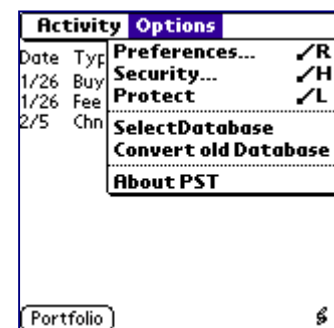 Activity Options
Date Typ Preferences... /R
1/26 Buy Security... /H
1/26 Fee Protect /L
2/5 Chn
SelectDatabase
Convert old Database
About PST
Portfolio